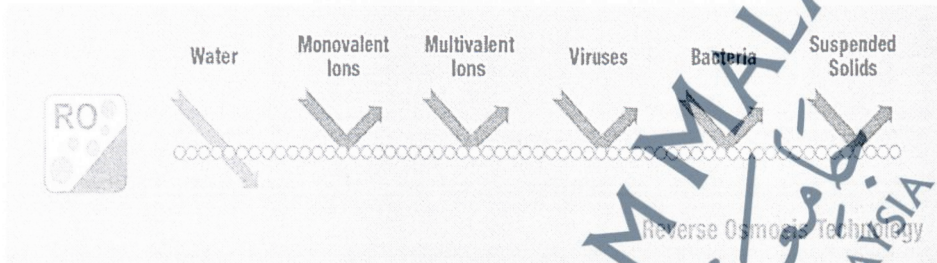 Water
Monovalent
Ions
Multivalent
Ions
Viruses
Bacteria
Suspended
Solids
RO
Reverse Osmosis Technology